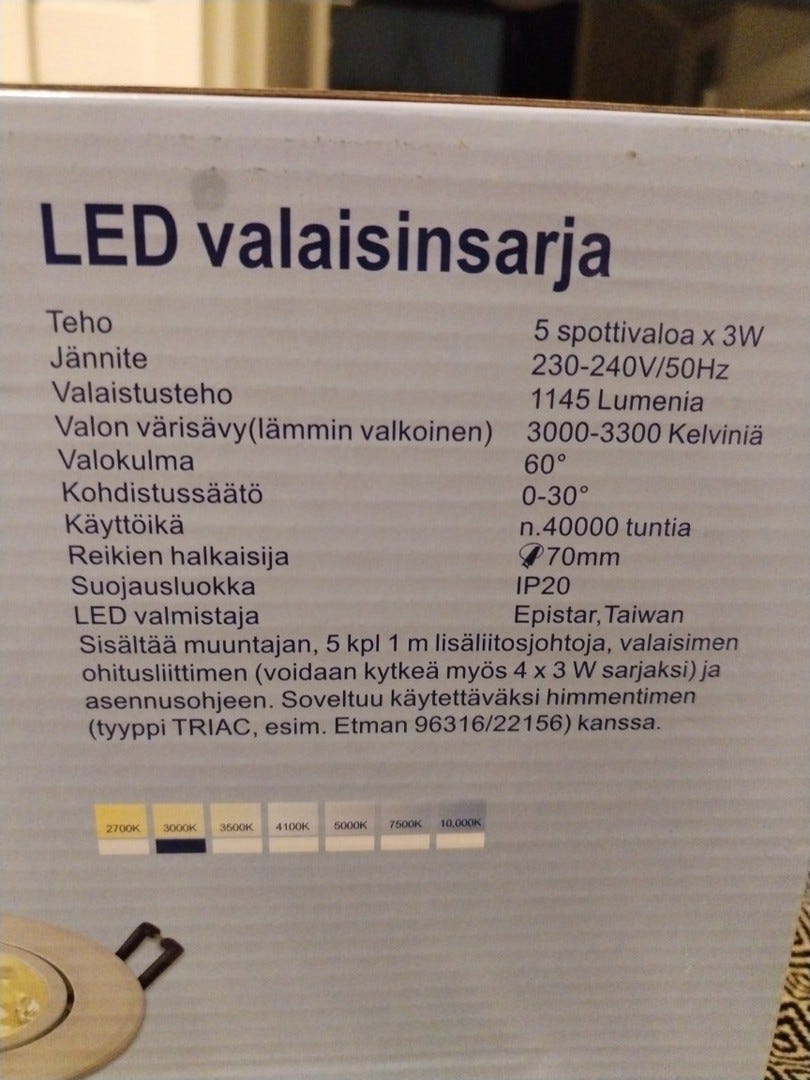 LED valaisinsarja
Teho 5 spottivaloa x 3W
Jännite 230-240V/50Hz
Valaistusteho 1145 Lumenia
Valon värisävy(lämmin valkoinen) 3000-3300 Kelviniä
Valokulma 60°
Kohdistussäätö 0-30°
Käyttöikä n.40000 tuntia
Reikien halkaisija 70mm
Suojausluokka IP20
LED valmistaja Epistar,Taiwan
Sisältää muuntajan, 5 kpl 1 m lisäliitosjohtoja, valaisimen
ohitusliittimen (voidaan kytkeä myös 4 x 3 W sarjaksi) ja
asennusohjeen. Soveltuu käytettäväksi himmentimen
(tyyppi TRIAC, esim. Etman 96316/22156) kanssa.
2700K 3000K 3500K 4100K 5000K 7500K 10,000K